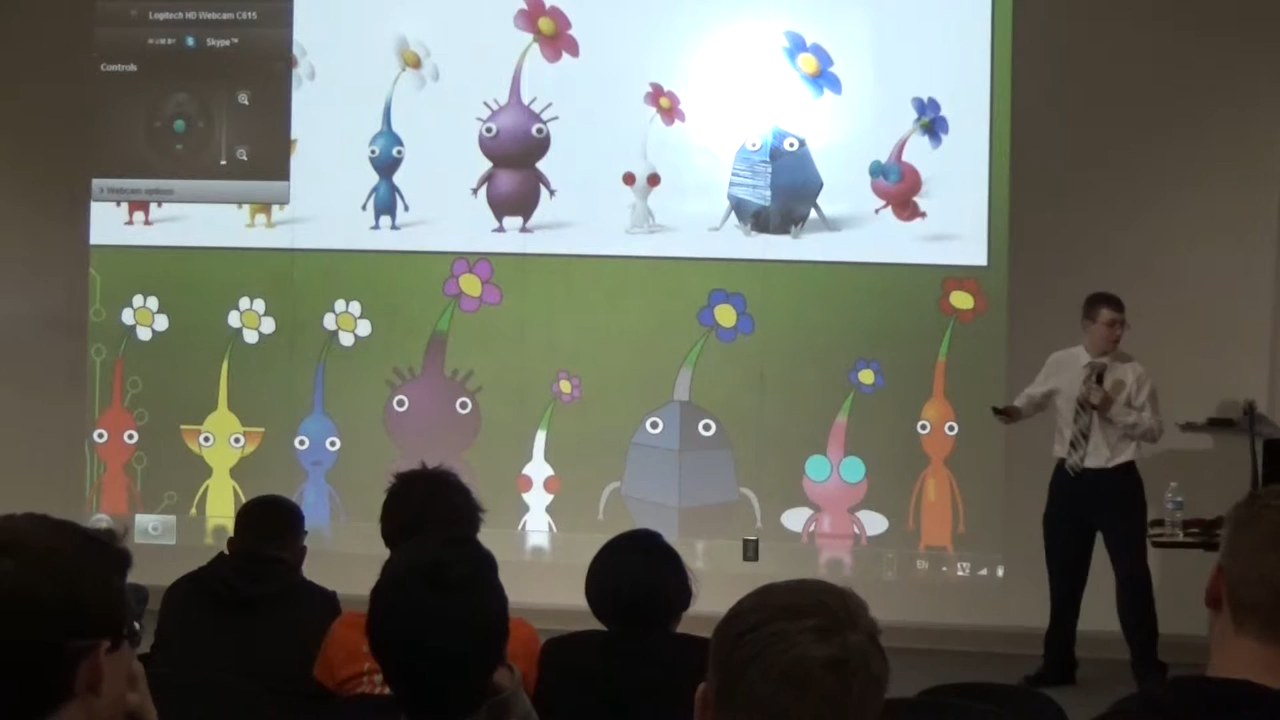 Logitech HD Webcam C615
Skype™
Controls
> Webcam options
EN